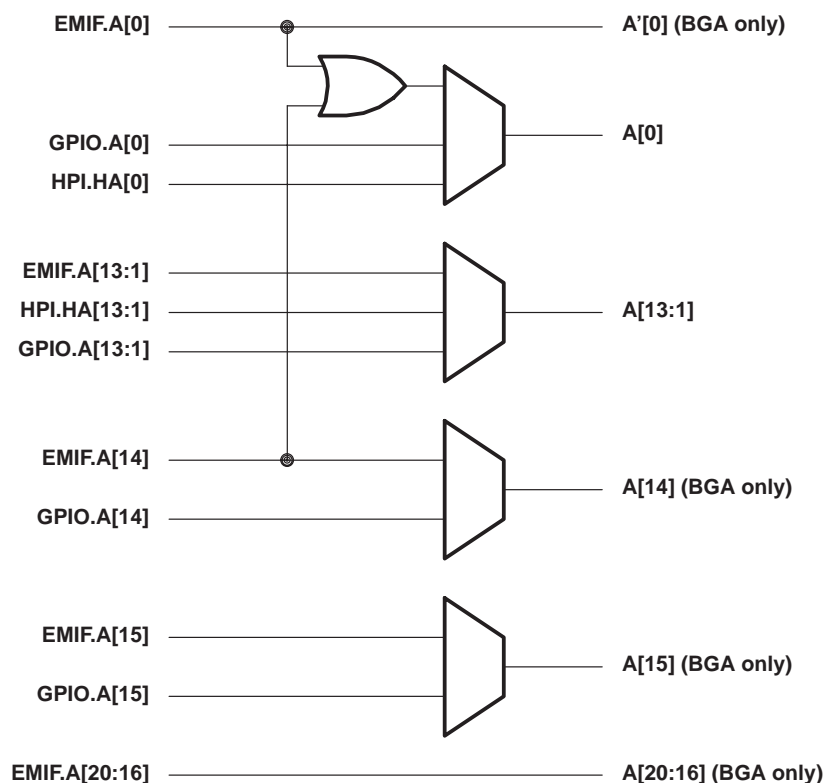 EMIF.A[0]
A'[0] (BGA only)
GPIO.A[0]
A[0]
HPI.HA[0]
EMIF.A[13:1]
HPI.HA[13:1]
A[13:1]
GPIO.A[13:1]
EMIF.A[14]
A[14] (BGA only)
GPIO.A[14]
EMIF.A[15]
A[15] (BGA only)
GPIO.A[15]
EMIF.A[20:16]
A[20:16] (BGA only)